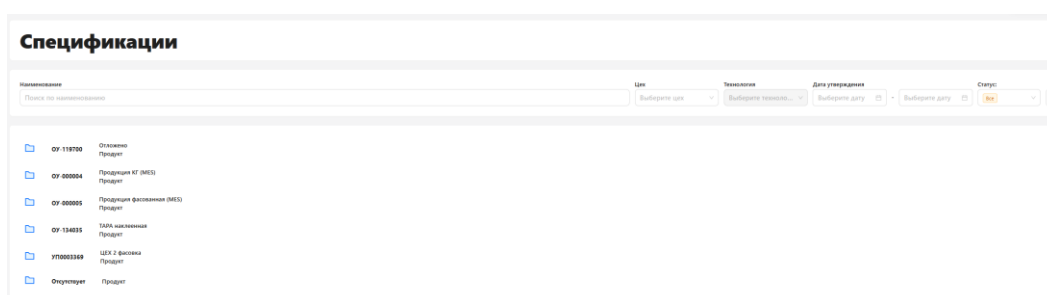 Спецификации
Наименование Цех Технология Дата утверждения Статус:
Поиск по наименованию Выберите цех Выберите техноло... Выберите дату - Выберите дату Все
ОУ-119700 Отложено
Продукт
ОУ-000004 Продукция КГ (MES)
Продукт
ОУ-000005 Продукция фасованная (MES)
Продукт
ОУ-134035 ТАРА наклеенная
Продукт
УП0003369 ЦЕХ 2 фасовка
Продукт
Отсутствует Продукт